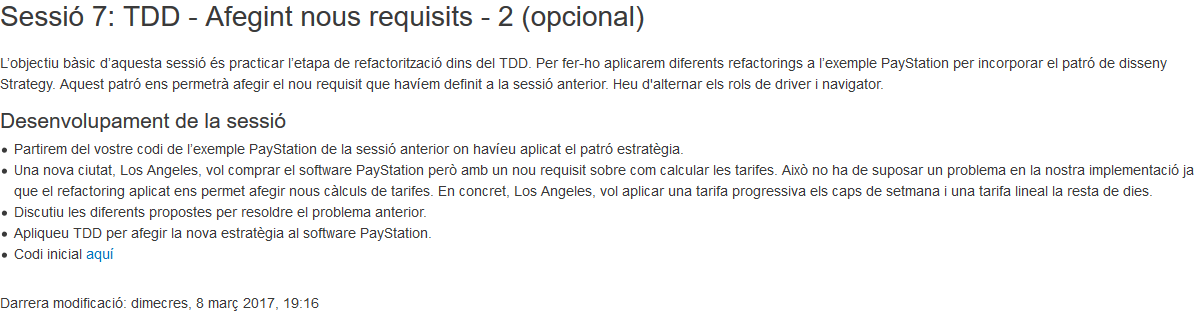 Sessió 7: TDD - Afegint nous requisits - 2 (opcional)
L’objectiu bàsic d’aquesta sessió és practicar l’etapa de refactorització dins del TDD. Per fer-ho aplicarem diferents refactorings a l’exemple PayStation per incorporar el patró de disseny
Strategy. Aquest patró ens permetrà afegir el nou requisit que havíem definit a la sessió anterior. Heu d'alternar els rols de driver i navigator.
Desenvolupament de la sessió
• Partirem del vostre codi de l’exemple PayStation de la sessió anterior on havíeu aplicat el patró estratègia.
• Una nova ciutat, Los Angeles, vol comprar el software PayStation però amb un nou requisit sobre com calcular les tarifes. Això no ha de suposar un problema en la nostra implementació ja
que el refactoring aplicat ens permet afegir nous càlculs de tarifes. En concret, Los Angeles, vol aplicar una tarifa progressiva els caps de setmana i una tarifa lineal la resta de dies.
• Discutiu les diferents propostes per resoldre el problema anterior.
• Apliqueu TDD per afegir la nova estratègia al software PayStation.
• Codi inicial aquí
Darrera modificació: dimecres, 8 març 2017, 19:16